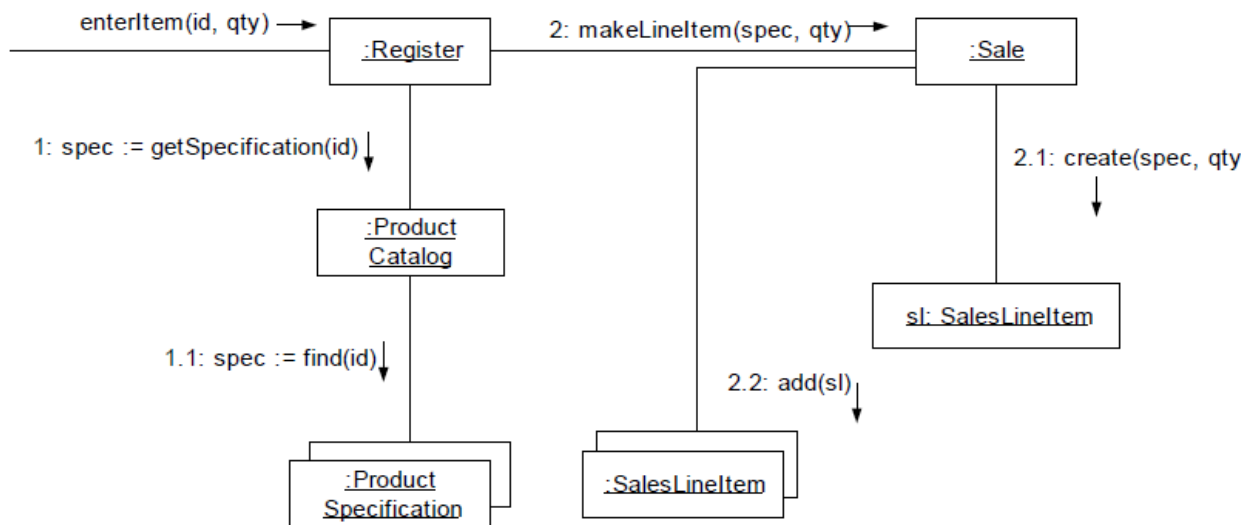 enterItem(id, qty)
2: makeLineItem(spec, qty)
:Register
:Sale
1: spec := getSpecification(id)
2.1: create(spec, qty
:Product
Catalog
sl: SalesLineItem
1.1: spec := find(id)
2.2: add(sl)
:Product
Specification
:SalesLineItem